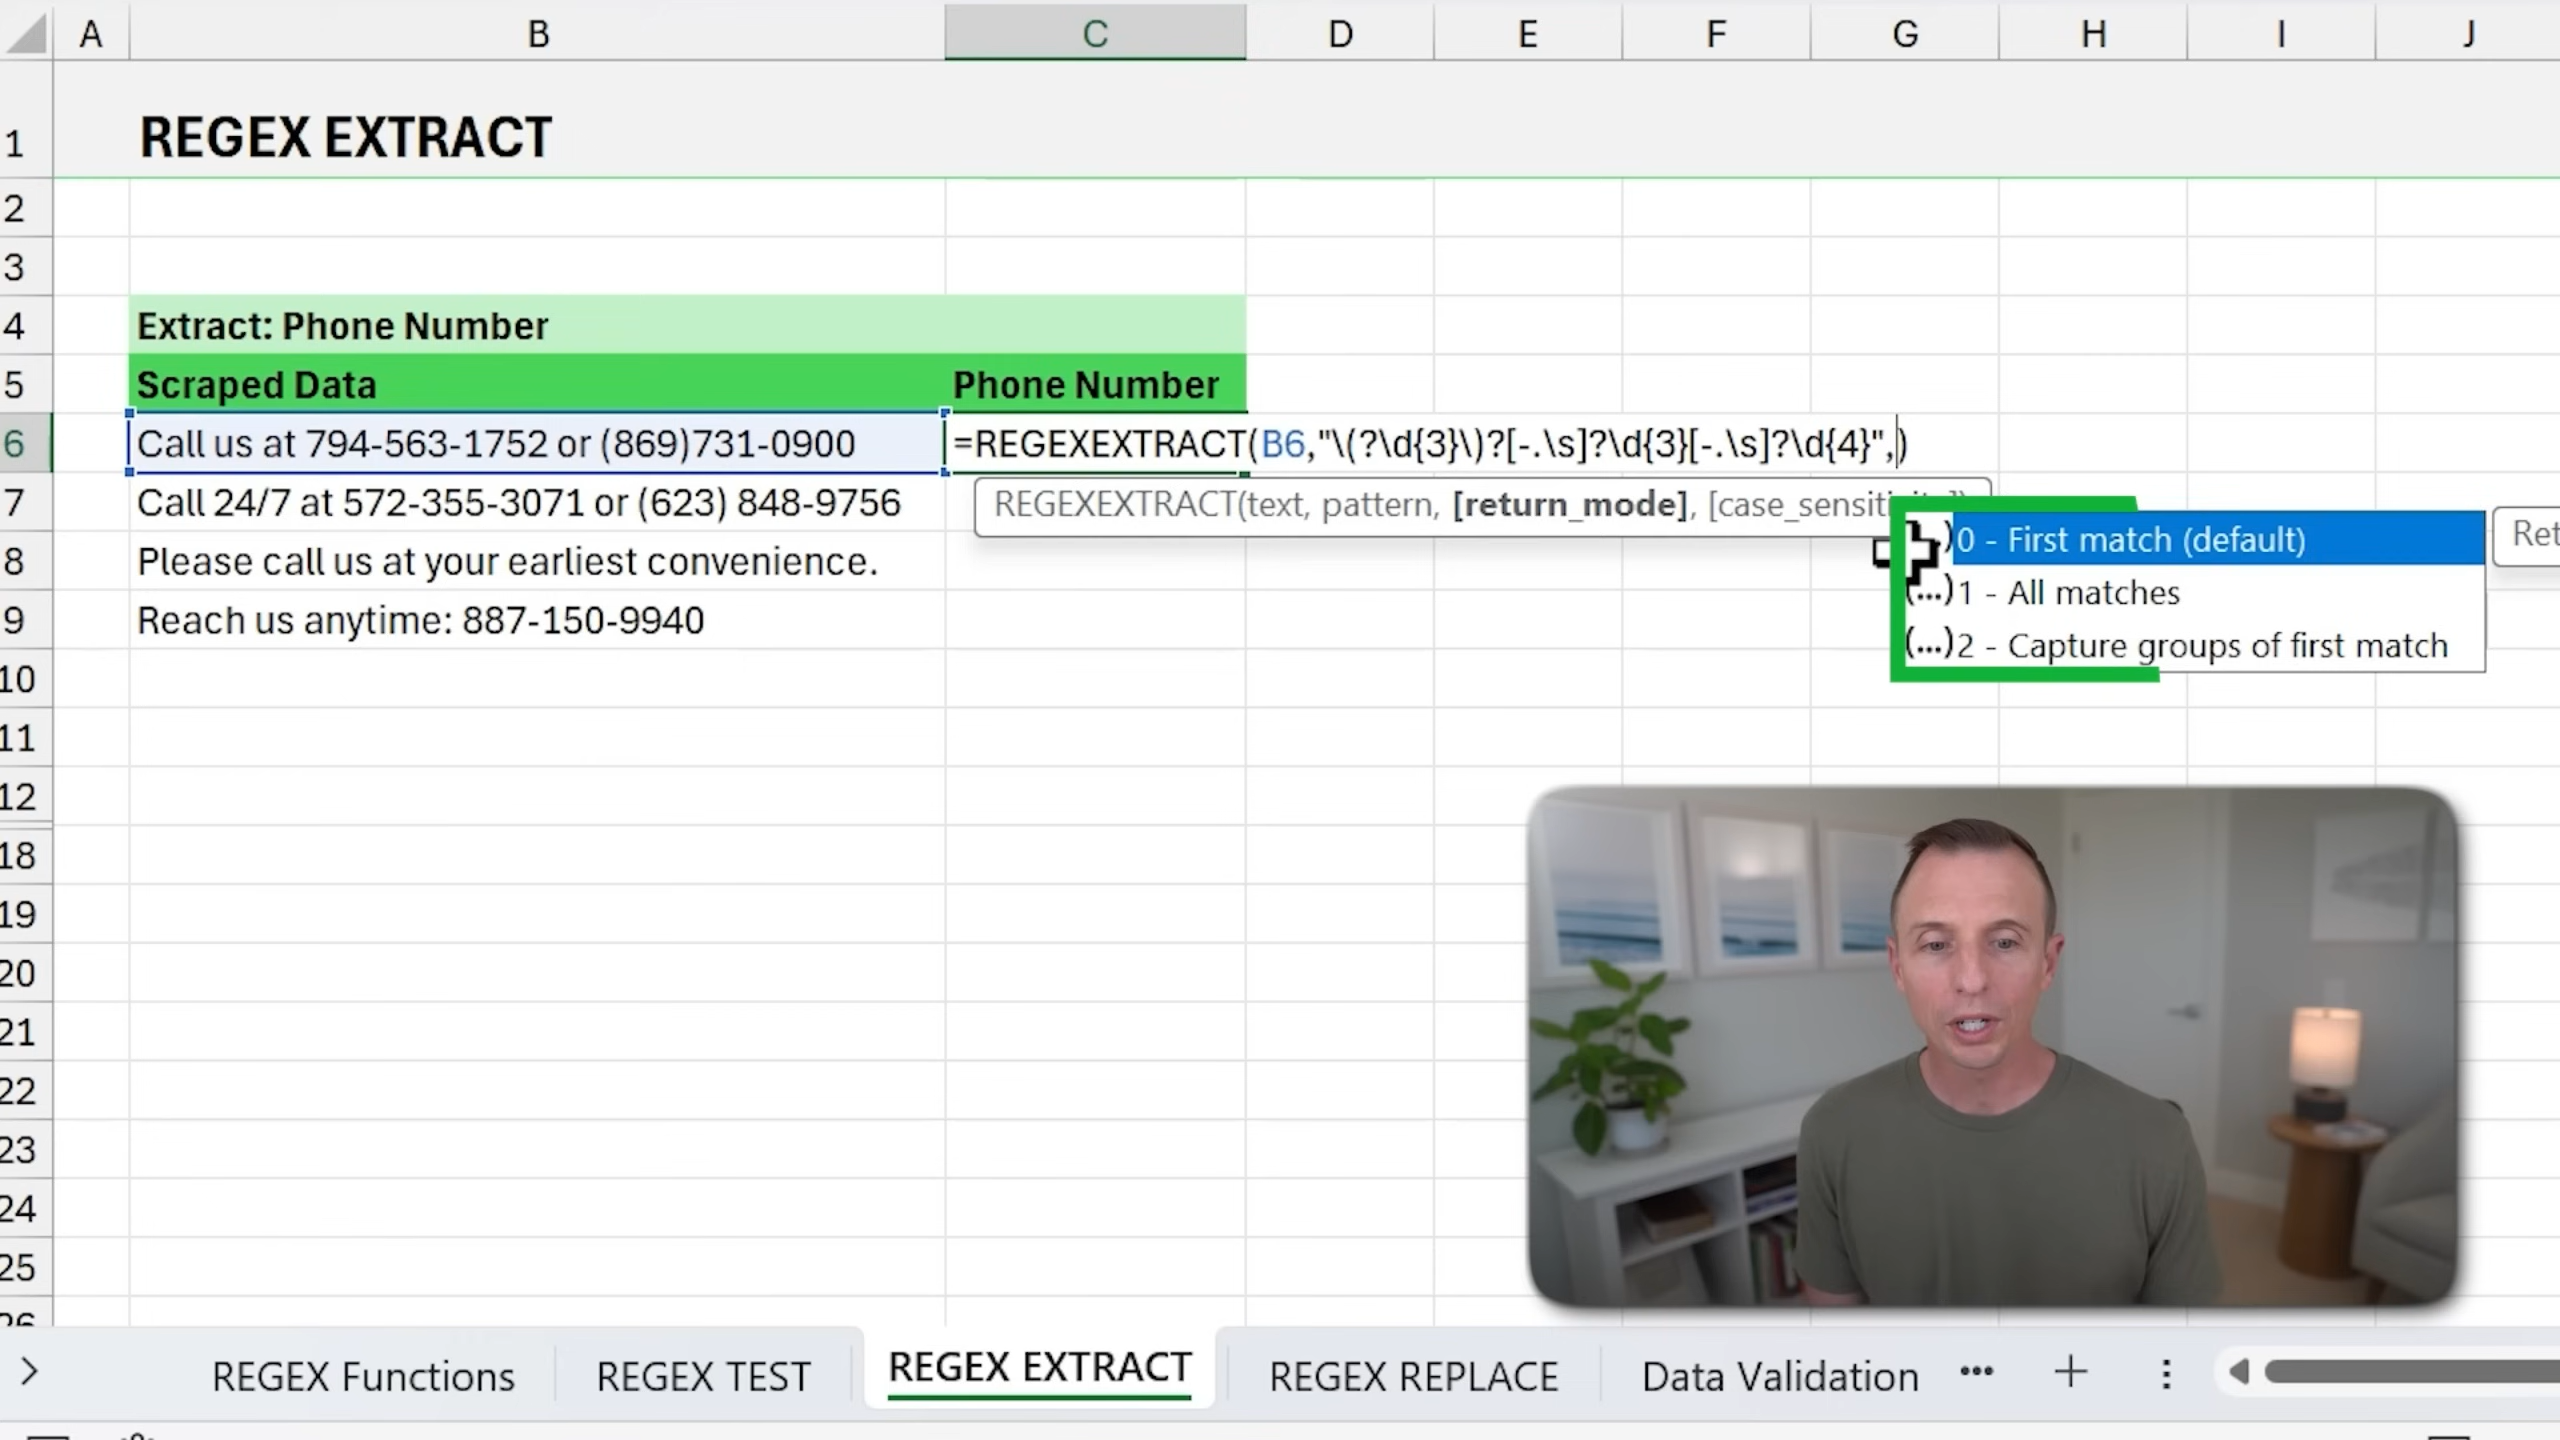 A B C D E F G H I J
1 REGEX EXTRACT
2
3
4 Extract: Phone Number
5 Scraped Data Phone Number
6 Call us at 794-563-1752 or (869)731-0900 =REGEXEXTRACT(B6,"\(?\d{3}\)?[-.\s]?\d{3}[-.\s]?\d{4}",)
7 Call 24/7 at 572-355-3071 or (623) 848-9756
REGEXEXTRACT(text, pattern, [return_mode], [case_sensiti
)0 - First match (default)
Ret
8 Please call us at your earliest convenience.
(...)1 - All matches
9 Reach us anytime: 887-150-9940
(...)2 - Capture groups of first match
10
11
12
18
19
20
21
22
23
24
25
26
REGEX Functions REGEX TEST REGEX EXTRACT REGEX REPLACE Data Validation ••• +